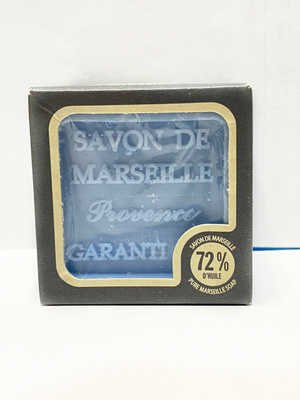 SAVON DE
MARSEILLE
Provence
GARANTI
SAVON DE MARSEILLE
72%
D'HUILE
PURE MARSEILLE SOAP